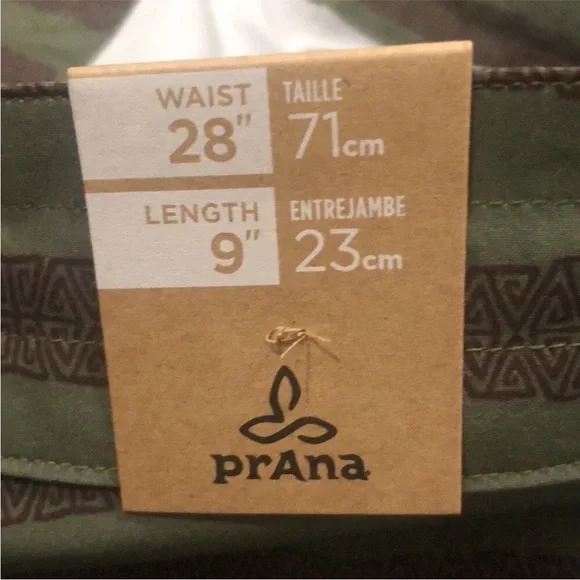 WAIST TAILLE
28" 71cm
LENGTH ENTREJAMBE
9" 23cm
prAna